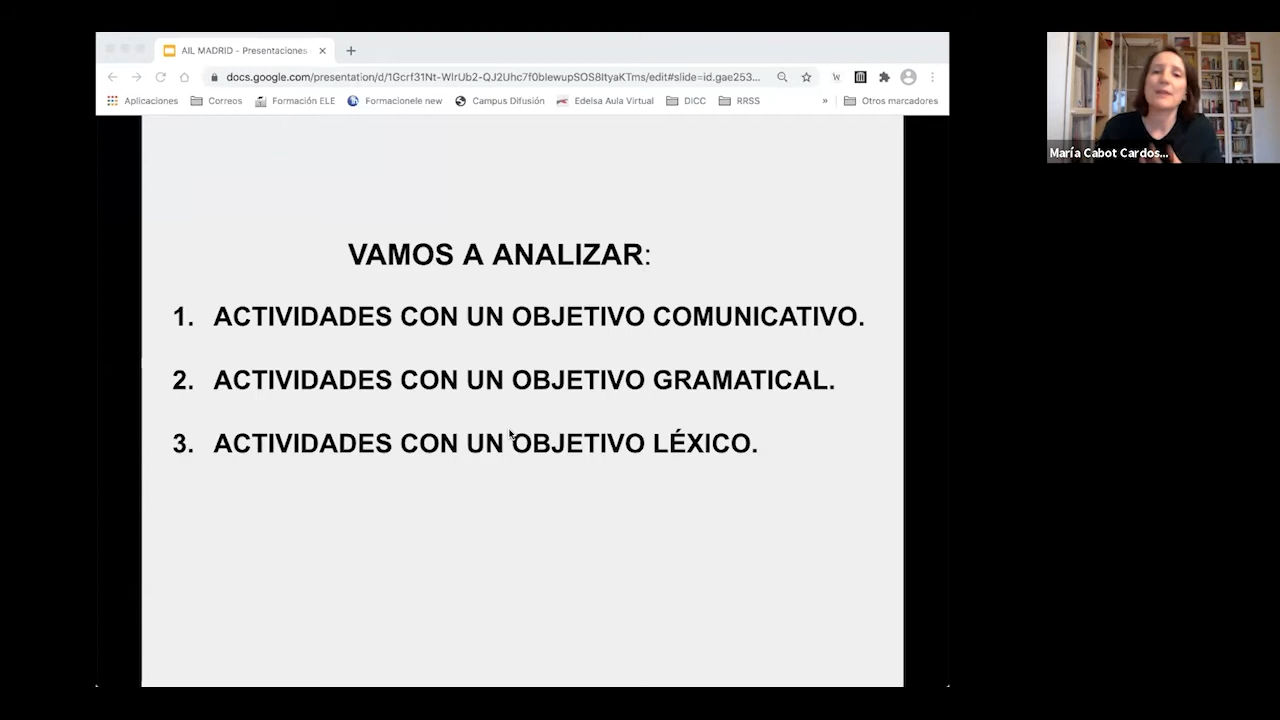 AIL MADRID - Presentaciones
docs.google.com/presentation/d/1Gcrf31Nt-WIrUb2-QJ2Uhc7f0blewupSOS8ItyaKTms/edit#slide=id.gae253...
Aplicaciones Correos Formación ELE Formacionele new Campus Difusión Edelsa Aula Virtual DICC RRSS » Otros marcadores
María Cabot Cardos...
VAMOS A ANALIZAR:
1. ACTIVIDADES CON UN OBJETIVO COMUNICATIVO.
2. ACTIVIDADES CON UN OBJETIVO GRAMATICAL.
3. ACTIVIDADES CON UN OBJETIVO LÉXICO.